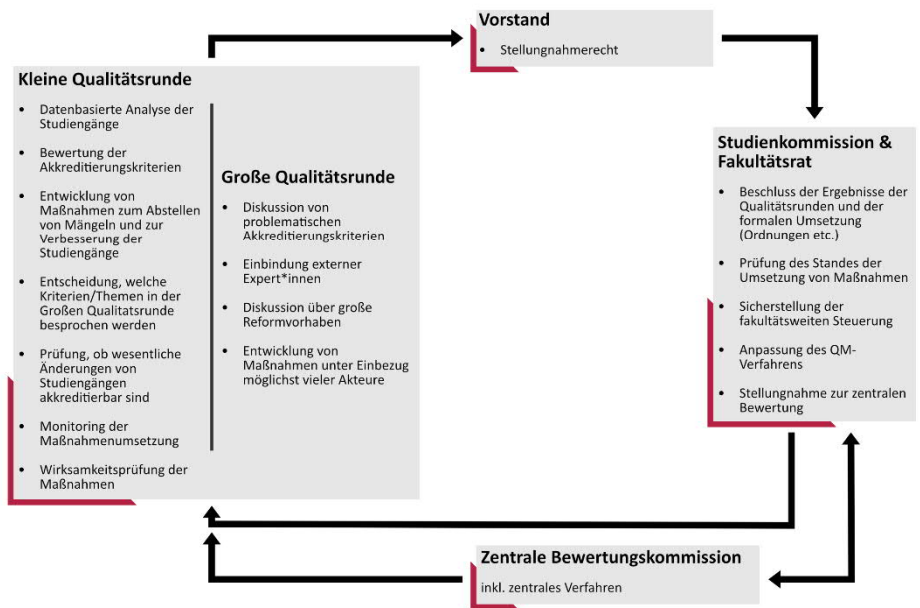 Vorstand
• Stellungnahmerecht
Kleine Qualitätsrunde
• Datenbasierte Analyse der
Studiengänge
• Bewertung der
Akkreditierungskriterien
• Entwicklung von
Maßnahmen zum Abstellen
von Mängeln und zur
Verbesserung der
Studiengänge
• Entscheidung, welche
Kriterien/Themen in der
Großen Qualitatsrunde
besprochen werden
• Prüfung, ob wesentliche
Änderungen von
Studiengängen
akkreditierbar sind
• Monitoring der
Maßnahmenumsetzung
• Wirksamkeitsprüfung der
Maßnahmen
Große Qualitätsrunde
• Diskussion von
problematischen
Akkreditierungskriterien
• Einbindung externer
Expert*innen
• Diskussion über große
Reformvorhaben
• Entwicklung von
Maßnahmen unter Einbezug
möglichst vieler Akteure
Studienkommission &
Fakultätsrat
• Beschluss der Ergebnisse der
Qualitätsrunden und der
formalen Umsetzung
(Ordnungen etc.)
• Prüfung des Standes der
Umsetzung von Maßnahmen
• Sicherstellung der
fakultätsweiten Steuerung
• Anpassung des QM-
Verfahrens
• Stellungnahme zur zentralen
Bewertung
Zentrale Bewertungskommission
inkl. zentrales Verfahren